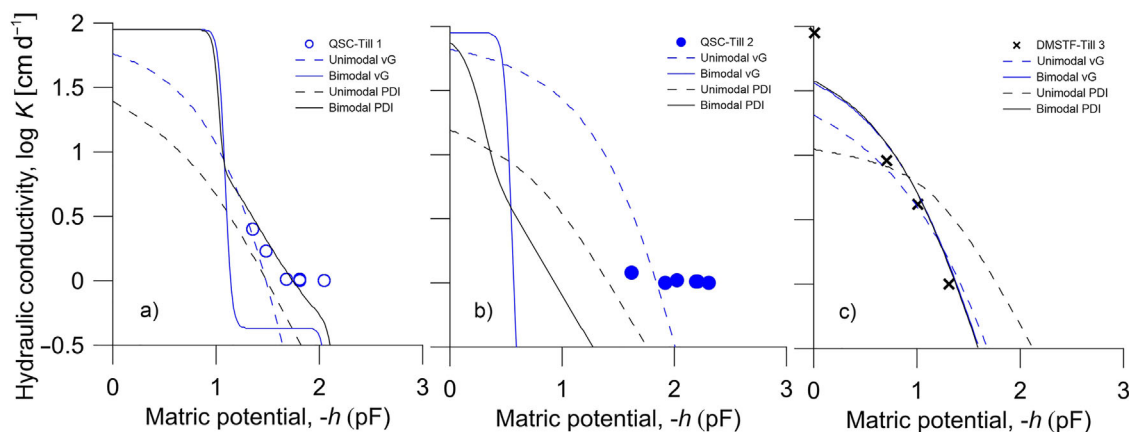 Hydraulic conductivity, log K [cm d⁻¹]
2
1.5
1
0.5
0
−0.5
QSC-Till 1
Unimodal vG
Bimodal vG
Unimodal PDI
Bimodal PDI
a)
0 1 2 3
Matric potential, -h (pF)
QSC-Till 2
Unimodal vG
Bimodal vG
Unimodal PDI
Bimodal PDI
b)
0 1 2 3
Matric potential, -h (pF)
DMSTF-Till 3
Unimodal vG
Bimodal vG
Unimodal PDI
Bimodal PDI
c)
0 1 2 3
Matric potential, -h (pF)